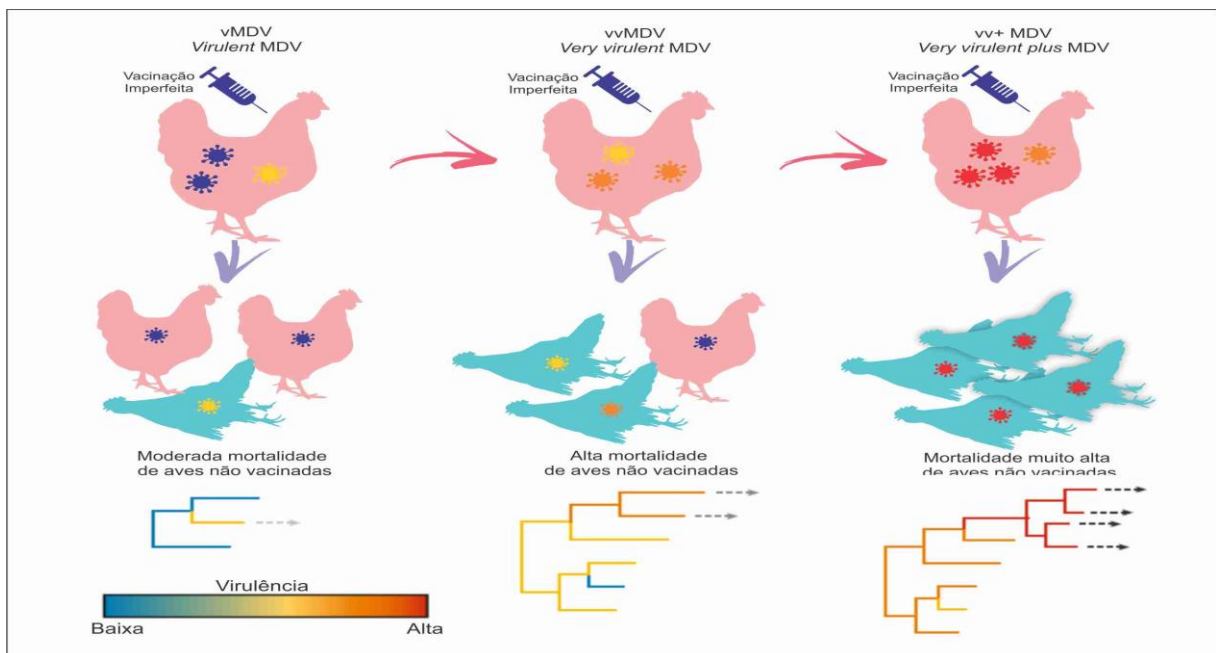 vMDV
Virulent MDV
Vacinação
Imperfeita
vvMDV
Very virulent MDV
Vacinação
Imperfeita
vv+ MDV
Very virulent plus MDV
Vacinação
Imperfeita
Moderada mortalidade
de aves não vacinadas
Alta mortalidade
de aves não vacinadas
Mortalidade muito alta
de aves não vacinadas
Virulência
Baixa
Alta